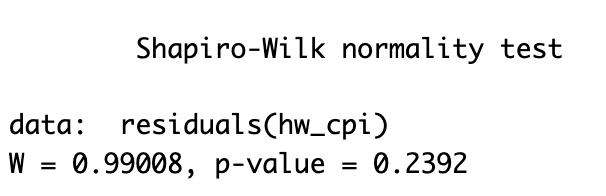 Shapiro-Wilk normality test
data:  residuals(hw_cpi)
W = 0.99008, p-value = 0.2392